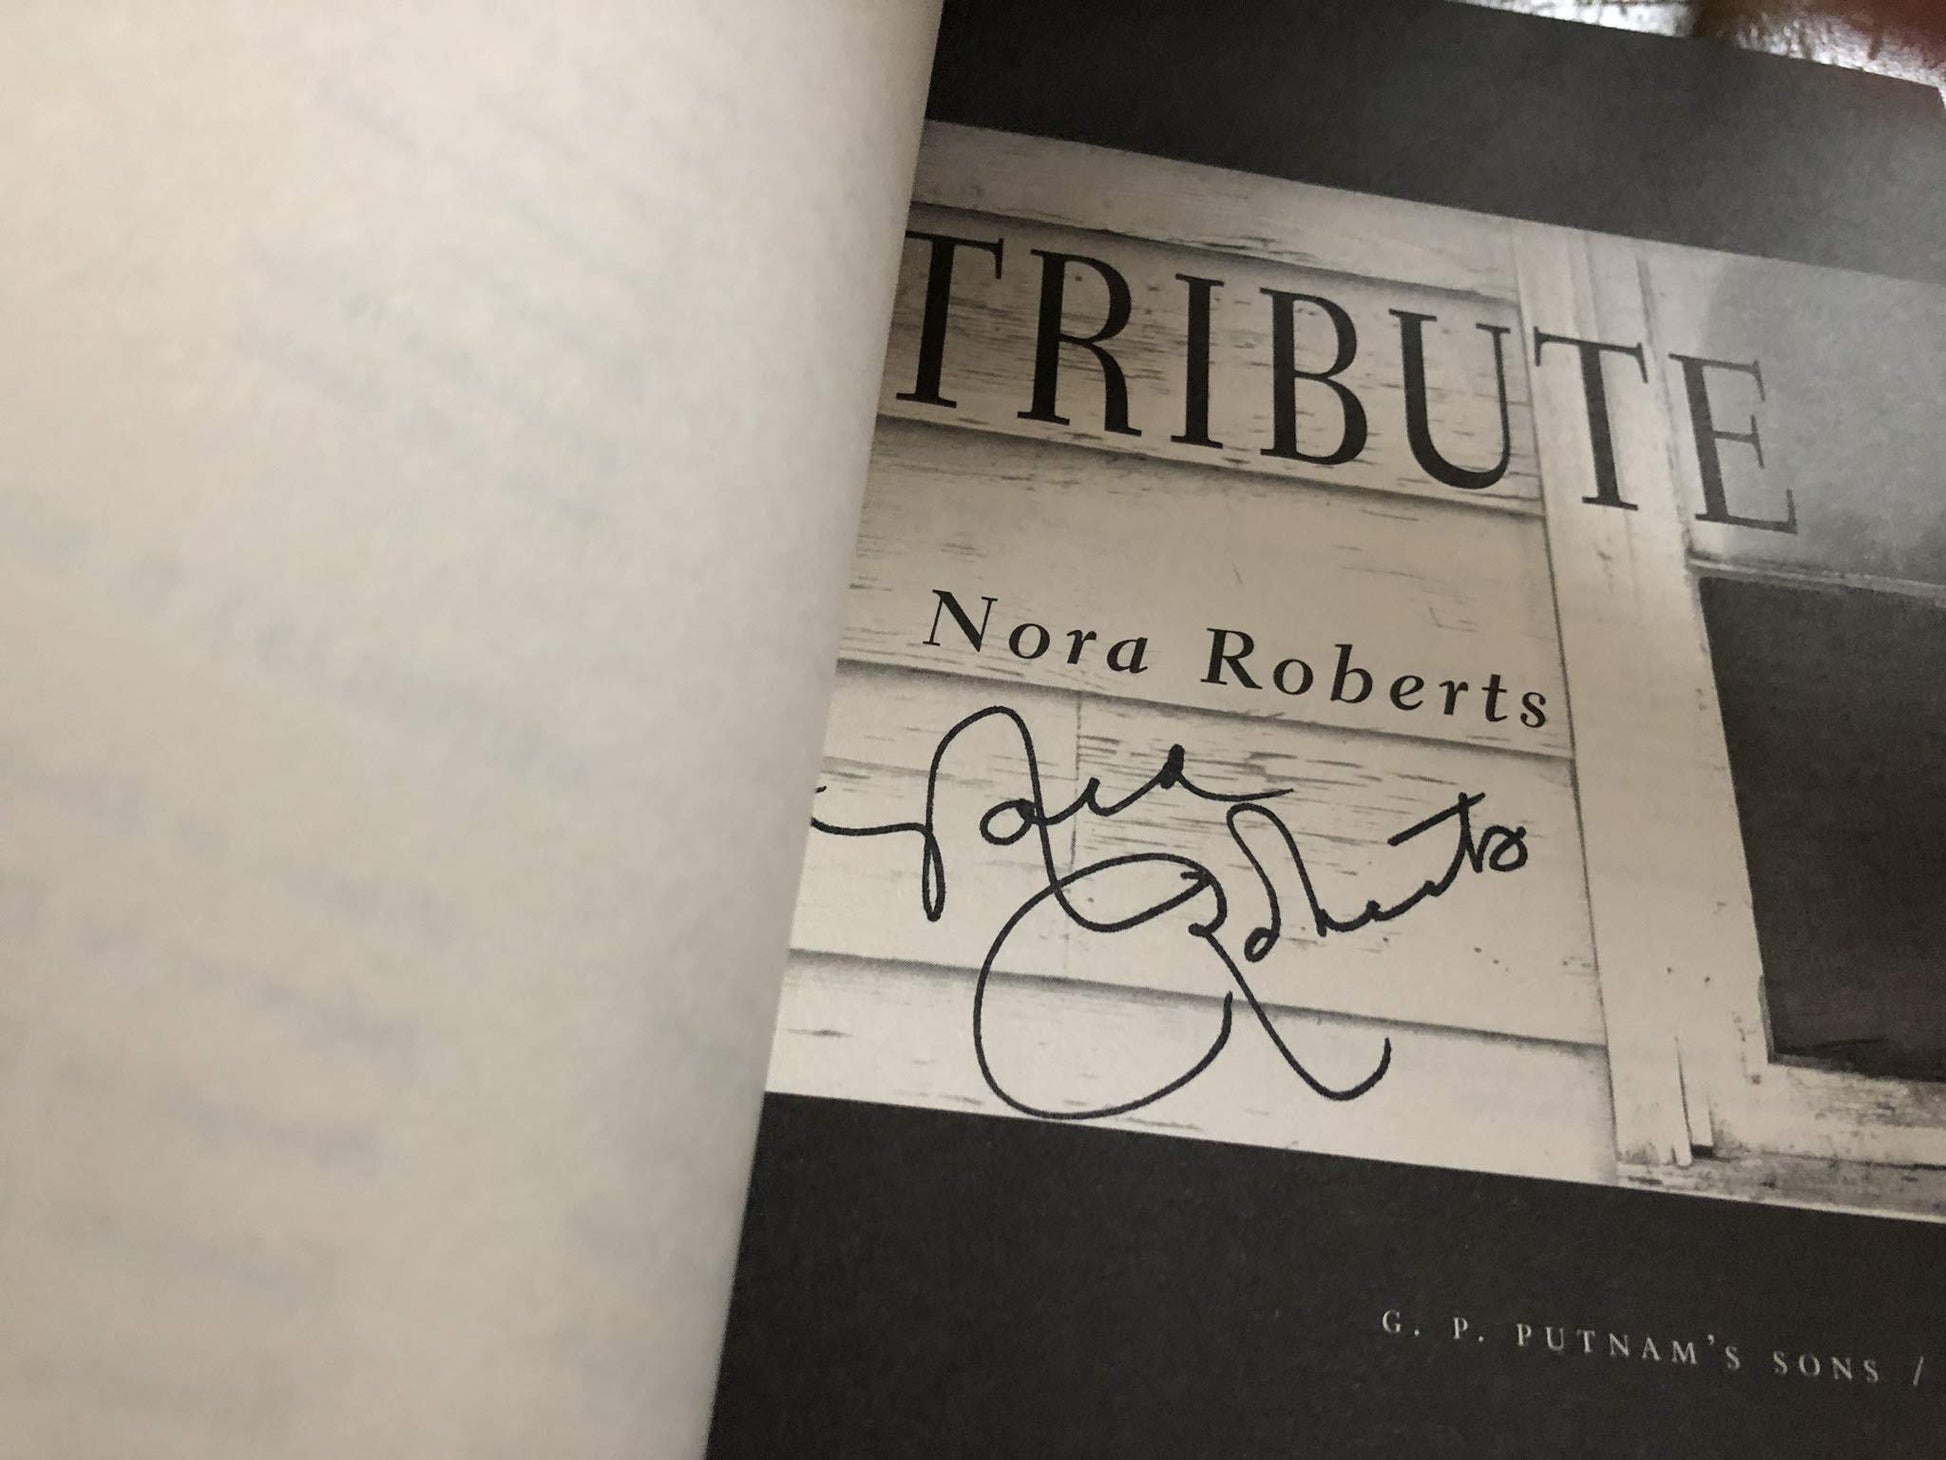 TRIBUTE
Nora Roberts
Nora Roberts
G. P. PUTNAM'S SONS /